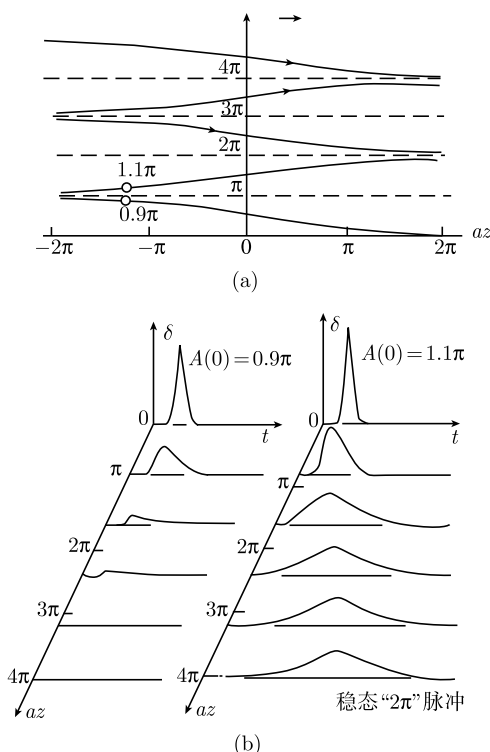 4π
3π
2π
π
1.1π
0.9π
−2π −π 0 π 2π az
(a)
δ A(0)=0.9π
0 t
π
2π
3π
4π
az
δ A(0)=1.1π
0 t
π
2π
3π
4π
az
稳态“2π”脉冲
(b)